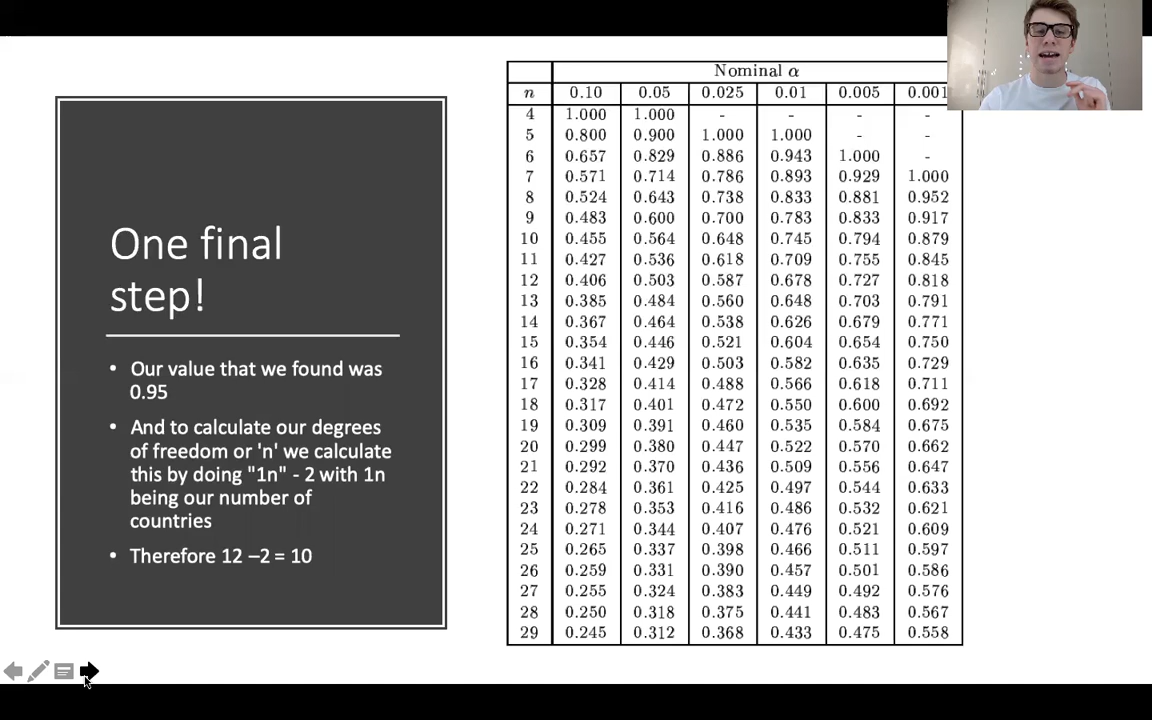 One final
step!
• Our value that we found was
0.95
• And to calculate our degrees
of freedom or 'n' we calculate
this by doing "1n" - 2 with 1n
being our number of
countries
• Therefore 12 –2 = 10
Nominal α
n 0.10 0.05 0.025 0.01 0.005 0.001
4 1.000 1.000 - - - -
5 0.800 0.900 1.000 1.000 - -
6 0.657 0.829 0.886 0.943 1.000 -
7 0.571 0.714 0.786 0.893 0.929 1.000
8 0.524 0.643 0.738 0.833 0.881 0.952
9 0.483 0.600 0.700 0.783 0.833 0.917
10 0.455 0.564 0.648 0.745 0.794 0.879
11 0.427 0.536 0.618 0.709 0.755 0.845
12 0.406 0.503 0.587 0.678 0.727 0.818
13 0.385 0.484 0.560 0.648 0.703 0.791
14 0.367 0.464 0.538 0.626 0.679 0.771
15 0.354 0.446 0.521 0.604 0.654 0.750
16 0.341 0.429 0.503 0.582 0.635 0.729
17 0.328 0.414 0.488 0.566 0.618 0.711
18 0.317 0.401 0.472 0.550 0.600 0.692
19 0.309 0.391 0.460 0.535 0.584 0.675
20 0.299 0.380 0.447 0.522 0.570 0.662
21 0.292 0.370 0.436 0.509 0.556 0.647
22 0.284 0.361 0.425 0.497 0.544 0.633
23 0.278 0.353 0.416 0.486 0.532 0.621
24 0.271 0.344 0.407 0.476 0.521 0.609
25 0.265 0.337 0.398 0.466 0.511 0.597
26 0.259 0.331 0.390 0.457 0.501 0.586
27 0.255 0.324 0.383 0.449 0.492 0.576
28 0.250 0.318 0.375 0.441 0.483 0.567
29 0.245 0.312 0.368 0.433 0.475 0.558